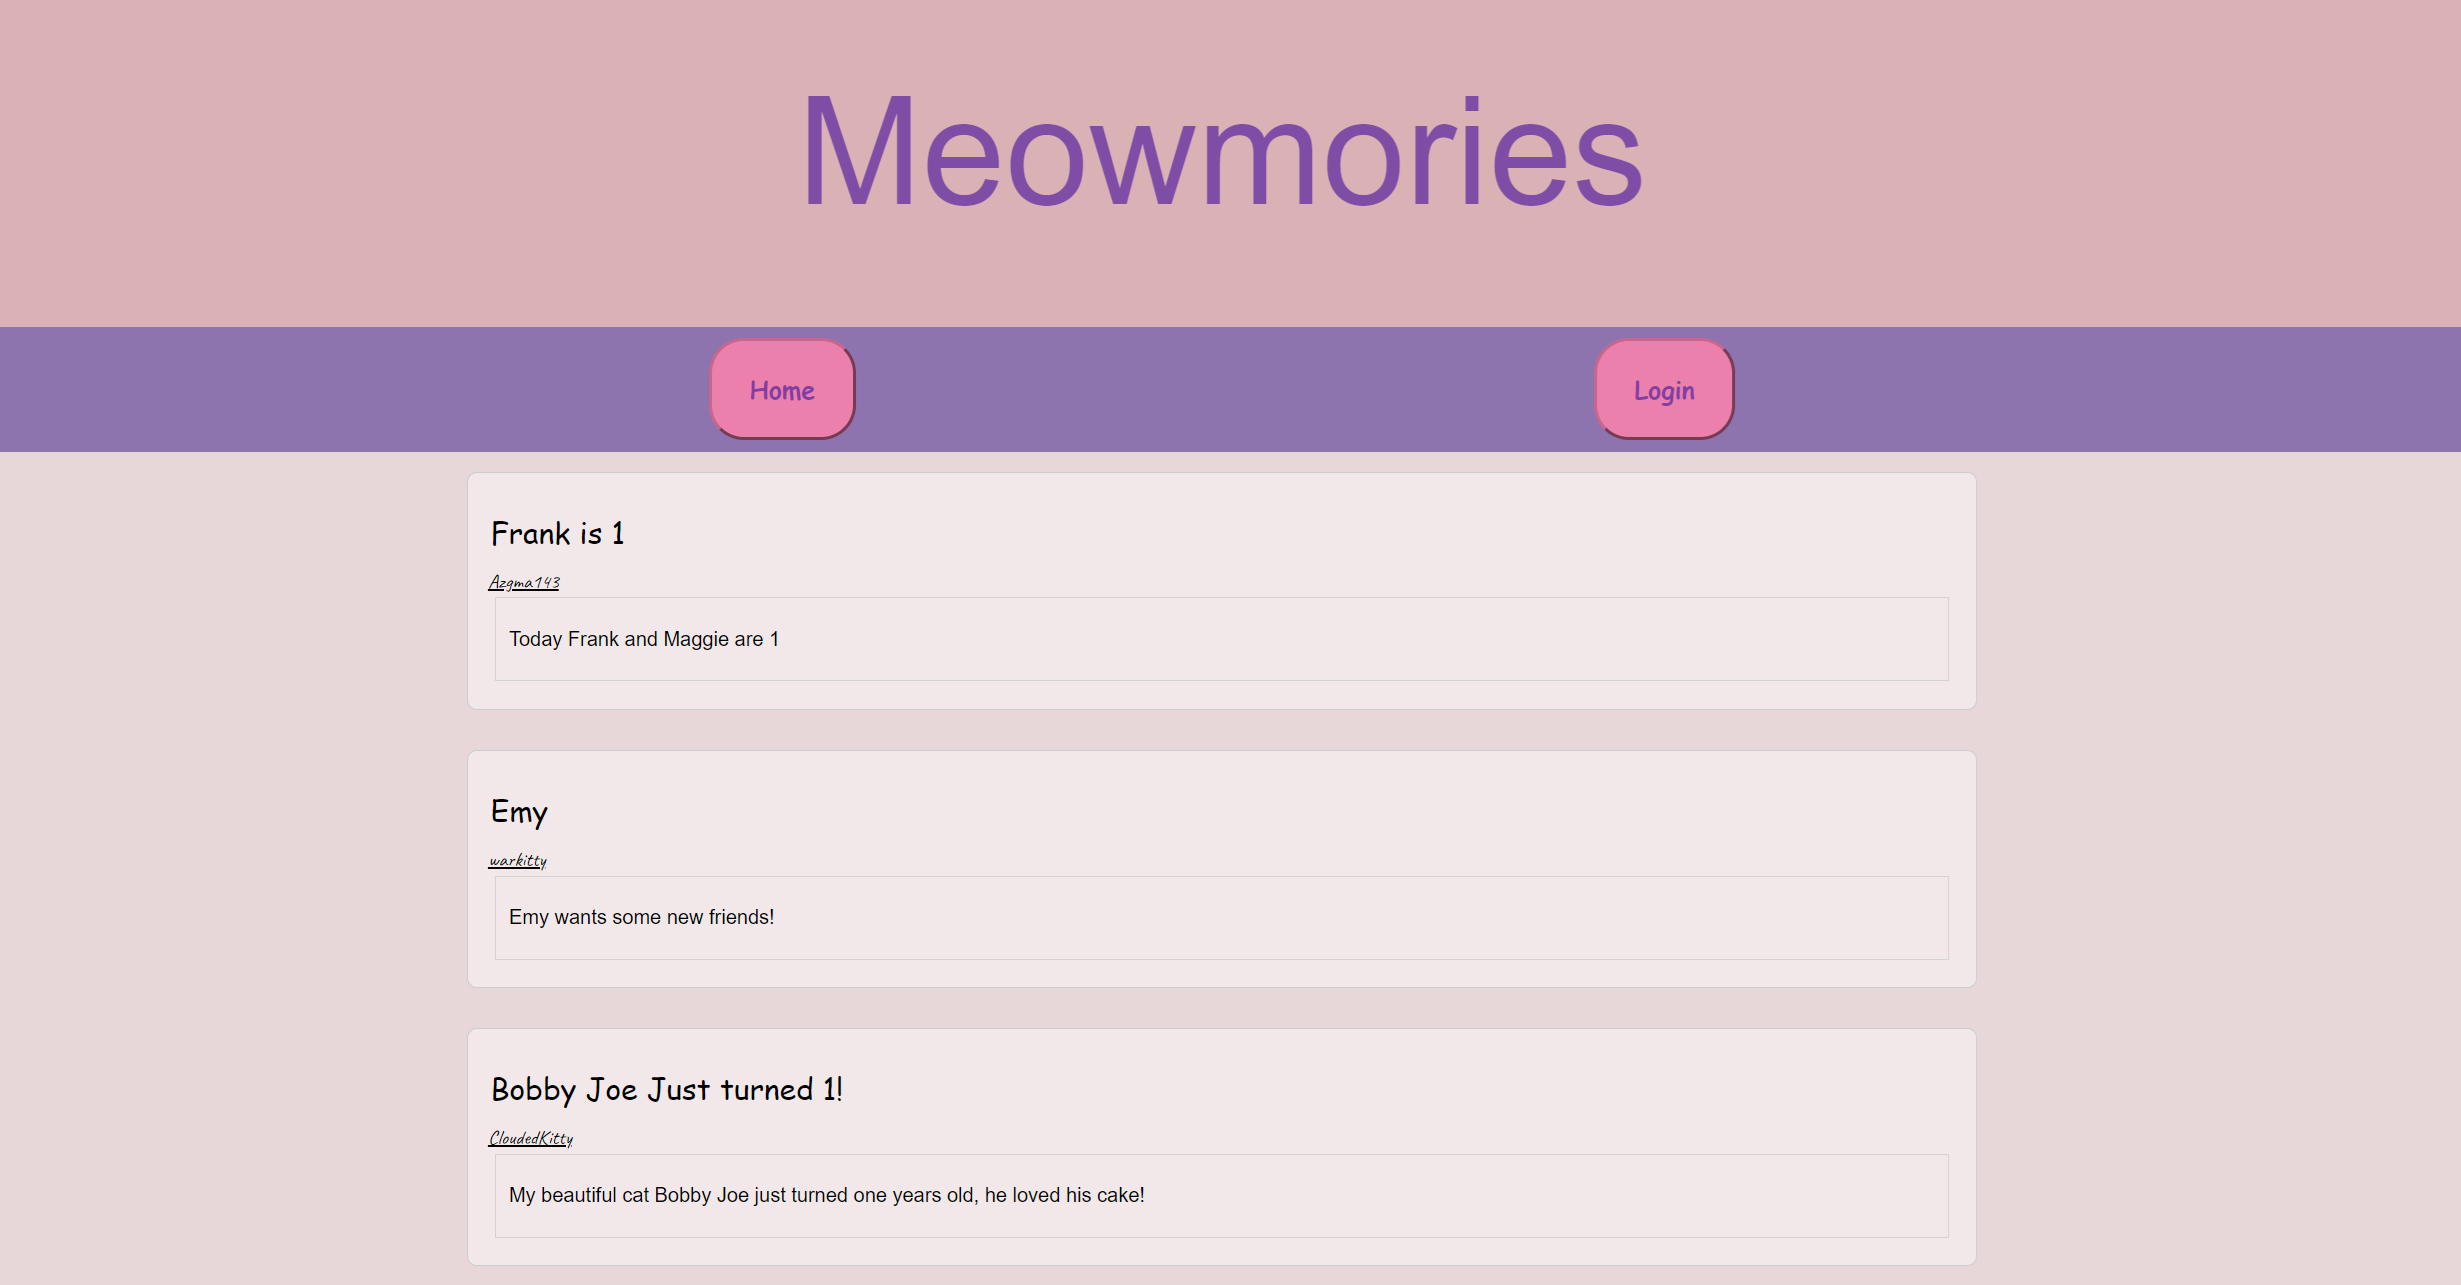 Meowmories
Home Login
Frank is 1
Azgma143
Today Frank and Maggie are 1
Emy
warkitty
Emy wants some new friends!
Bobby Joe Just turned 1!
CloudedKitty
My beautiful cat Bobby Joe just turned one years old, he loved his cake!